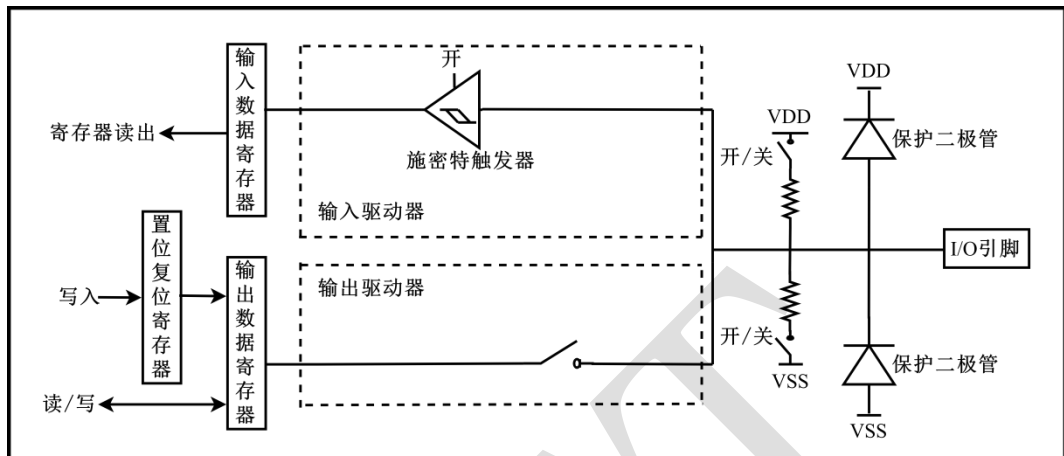 输入数据寄存器
开
施密特触发器
输入驱动器
寄存器读出
VDD
VDD
开/关
保护二极管
I/O引脚
置位复位寄存器
写入
输出数据寄存器
输出驱动器
开/关
VSS
保护二极管
读/写
VSS